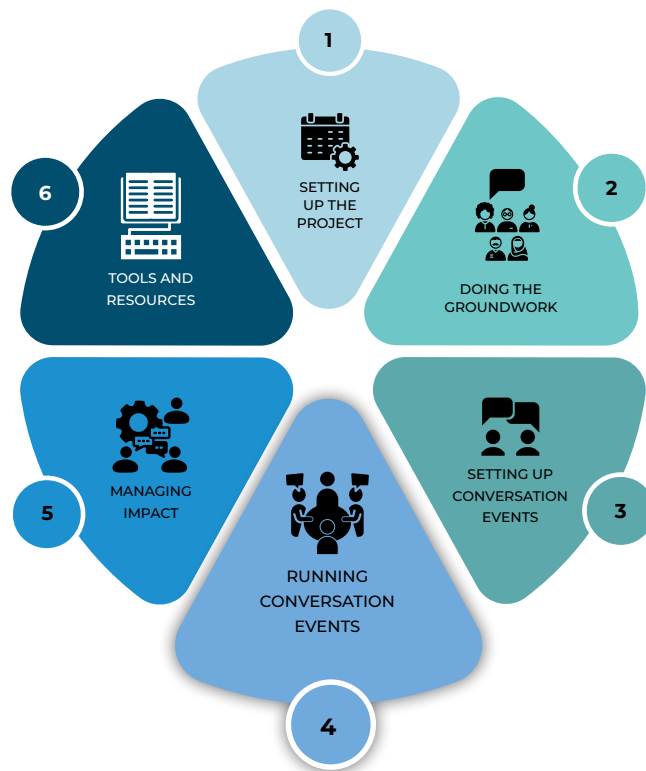 1
SETTING
UP THE
PROJECT
2
DOING THE
GROUNDWORK
3
SETTING UP
CONVERSATION
EVENTS
4
RUNNING
CONVERSATION
EVENTS
5
MANAGING
IMPACT
6
TOOLS AND
RESOURCES